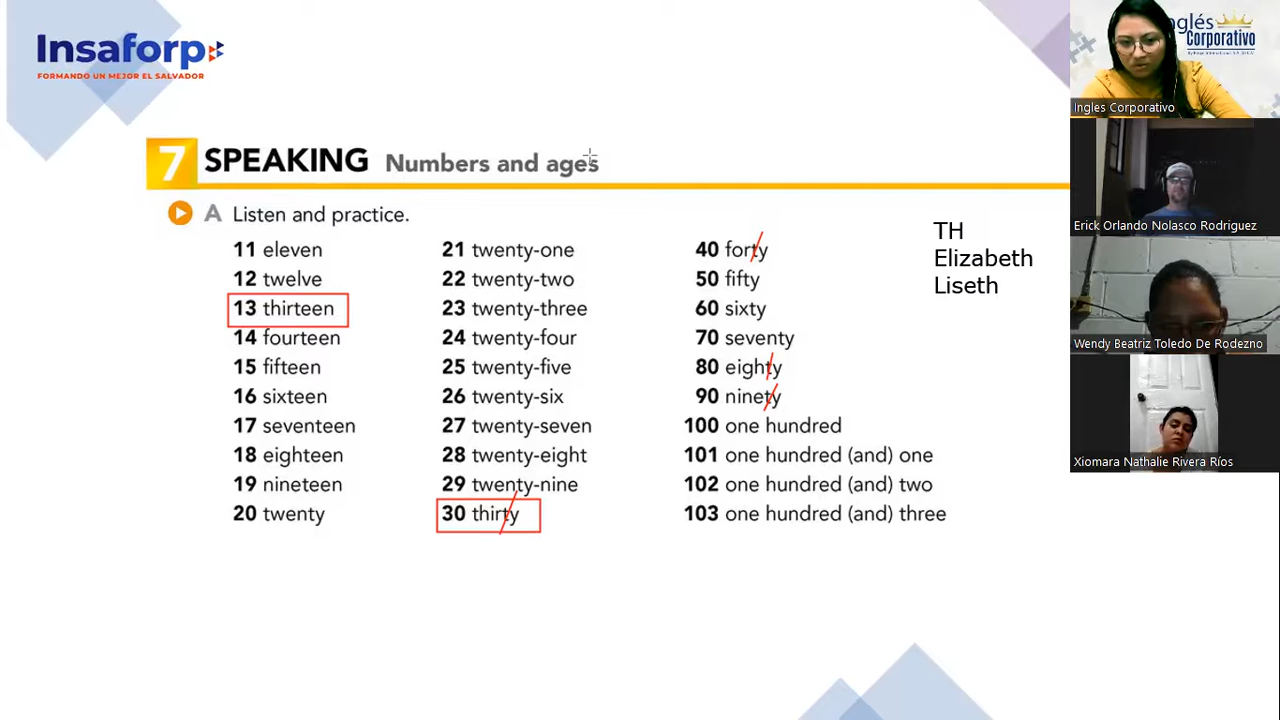 Insaforp
FORMANDO UN MEJOR EL SALVADOR
7 SPEAKING Numbers and ages
A Listen and practice.
11 eleven
12 twelve
13 thirteen
14 fourteen
15 fifteen
16 sixteen
17 seventeen
18 eighteen
19 nineteen
20 twenty
21 twenty-one
22 twenty-two
23 twenty-three
24 twenty-four
25 twenty-five
26 twenty-six
27 twenty-seven
28 twenty-eight
29 twenty-nine
30 thirty
40 forty
50 fifty
60 sixty
70 seventy
80 eighty
90 ninety
100 one hundred
101 one hundred (and) one
102 one hundred (and) two
103 one hundred (and) three
TH
Elizabeth
Liseth
Inglés
Corporativo
Ingles Corporativo
Erick Orlando Nolasco Rodriguez
Wendy Beatriz Toledo De Rodezno
Xiomara Nathalie Rivera Ríos